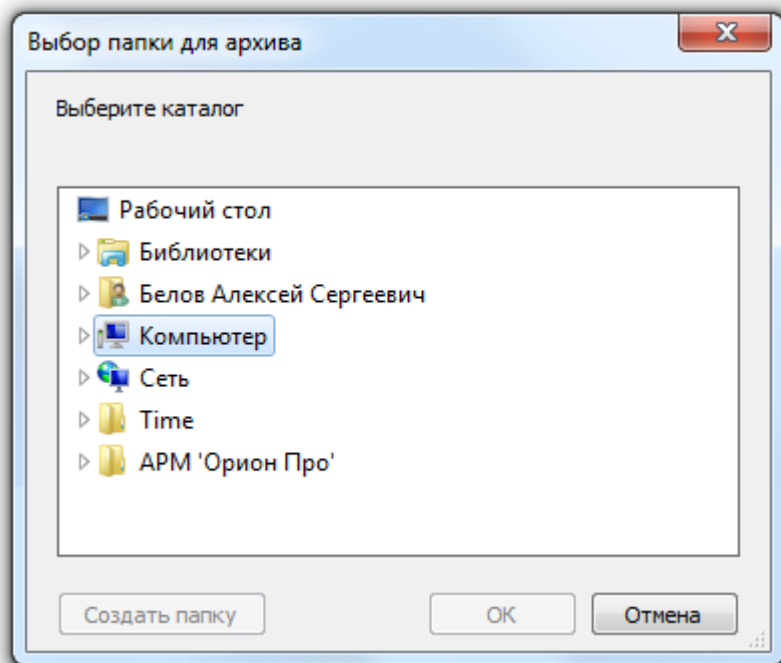 Выбор папки для архива
Выберите каталог
Рабочий стол
Библиотеки
Белов Алексей Сергеевич
Компьютер
Сеть
Time
АРМ 'Орион Про'
Создать папку ОК Отмена